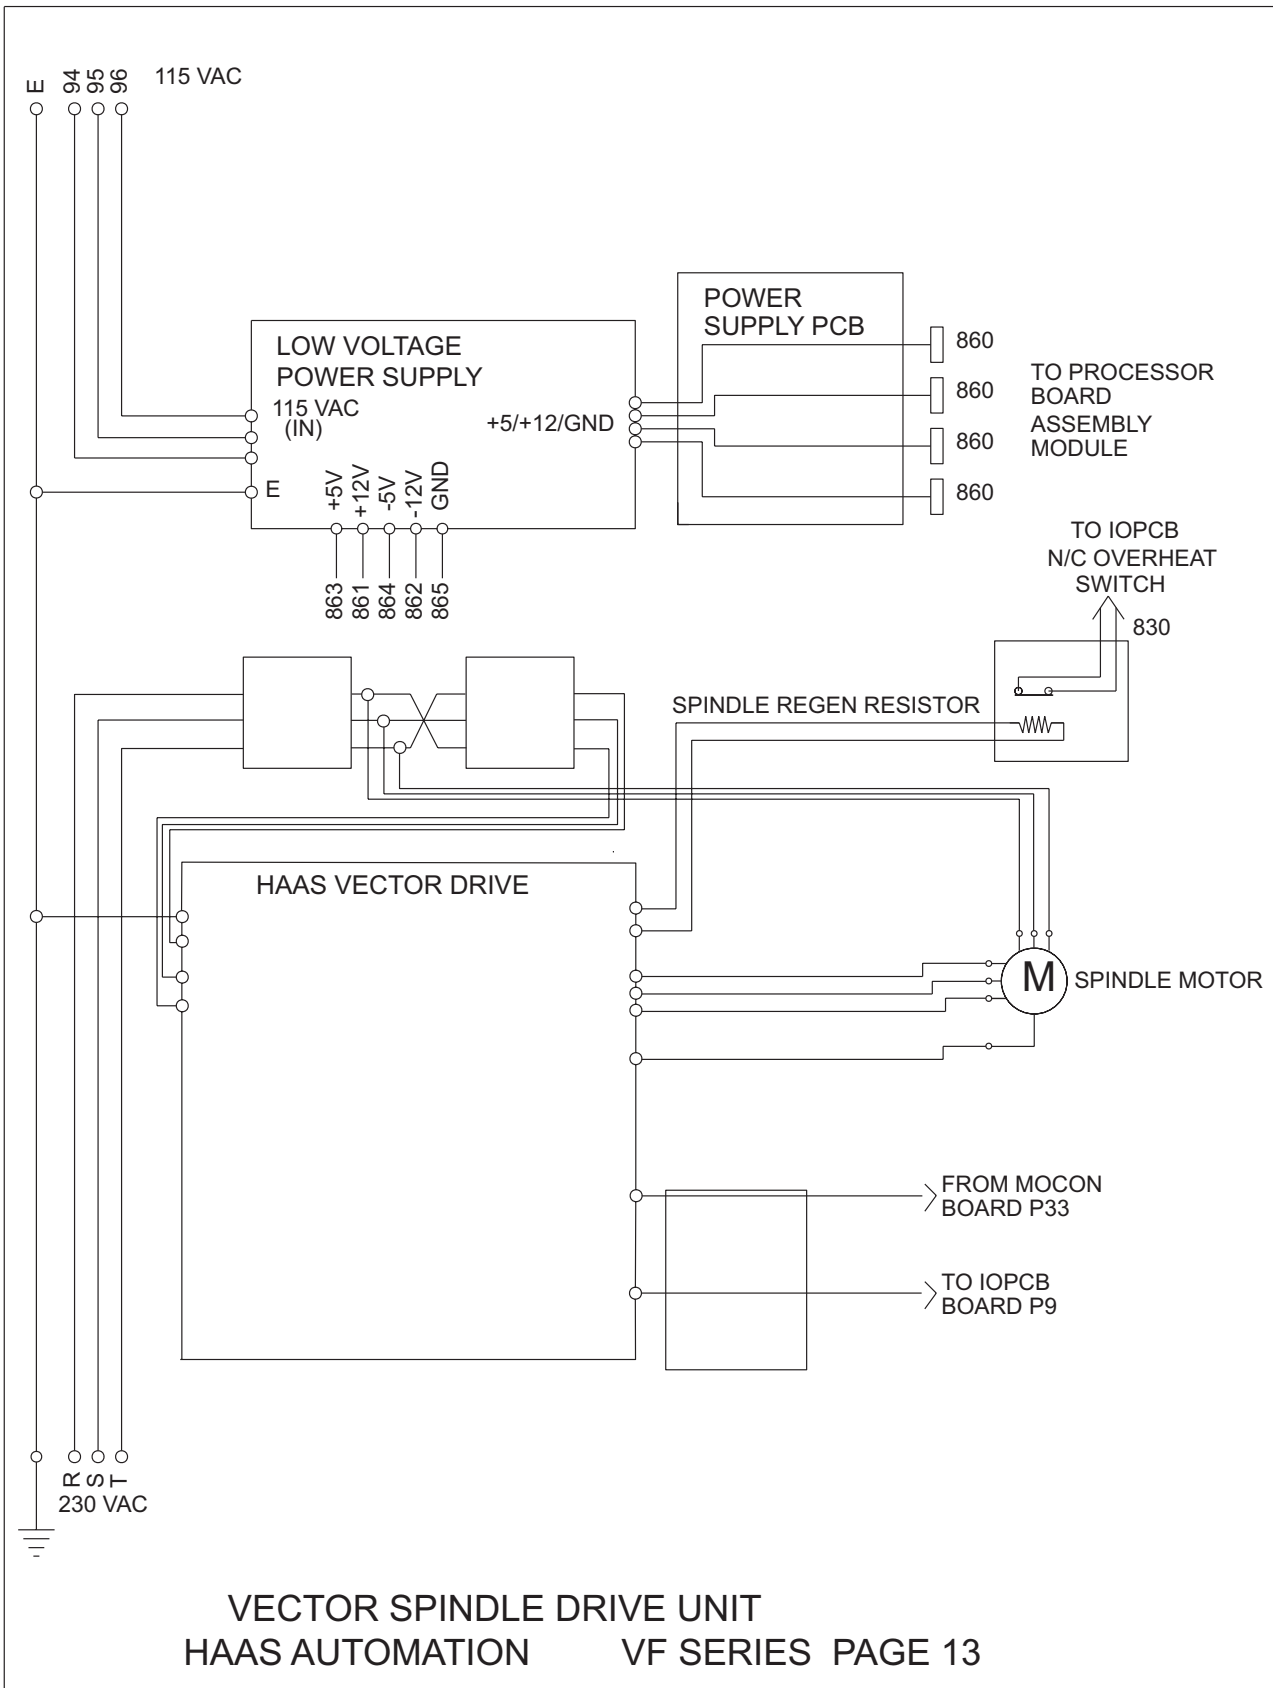 E
94
95
96
115 VAC
LOW VOLTAGE
POWER SUPPLY
115 VAC
(IN)
E
+5/+12/GND
+5V
+12V
-5V
-12V
GND
863
861
864
862
865
POWER
SUPPLY PCB
860
860
860
860
TO PROCESSOR
BOARD
ASSEMBLY
MODULE
TO IOPCB
N/C OVERHEAT
SWITCH
830
SPINDLE REGEN RESISTOR
HAAS VECTOR DRIVE
M
SPINDLE MOTOR
FROM MOCON
BOARD P33
TO IOPCB
BOARD P9
R
S
T
230 VAC
VECTOR SPINDLE DRIVE UNIT
HAAS AUTOMATION VF SERIES PAGE 13